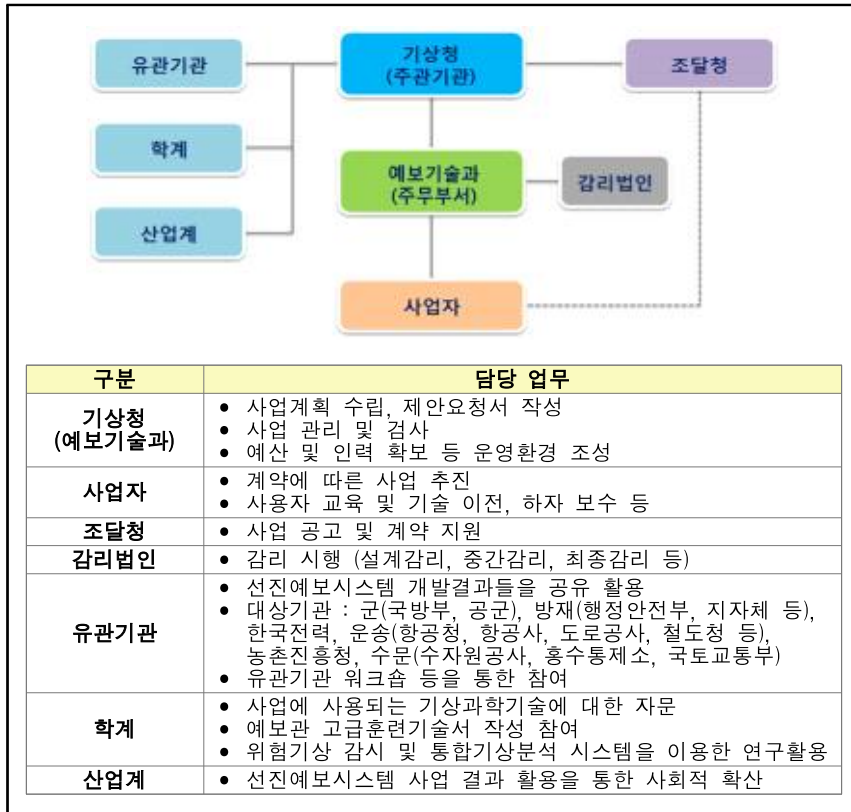 유관기관
기상청
(주관기관)
조달청
학계
예보기술과
(주무부서)
감리법인
산업계
사업자
구분 담당 업무
기상청
(예보기술과)
• 사업계획 수립, 제안요청서 작성
• 사업 관리 및 검사
• 예산 및 인력 확보 등 운영환경 조성
사업자
• 계약에 따른 사업 추진
• 사용자 교육 및 기술 이전, 하자 보수 등
조달청
• 사업 공고 및 계약 지원
감리법인
• 감리 시행 (설계감리, 중간감리, 최종감리 등)
유관기관
• 선진예보시스템 개발결과들을 공유 활용
• 대상기관 : 군(국방부, 공군), 방재(행정안전부, 지자체 등),
한국전력, 운송(항공청, 항공사, 도로공사, 철도청 등),
농촌진흥청, 수문(수자원공사, 홍수통제소, 국토교통부)
• 유관기관 워크숍 등을 통한 참여
학계
• 사업에 사용되는 기상과학기술에 대한 자문
• 예보관 고급훈련기술서 작성 참여
• 위험기상 감시 및 통합기상분석 시스템을 이용한 연구활용
산업계
• 선진예보시스템 사업 결과 활용을 통한 사회적 확산